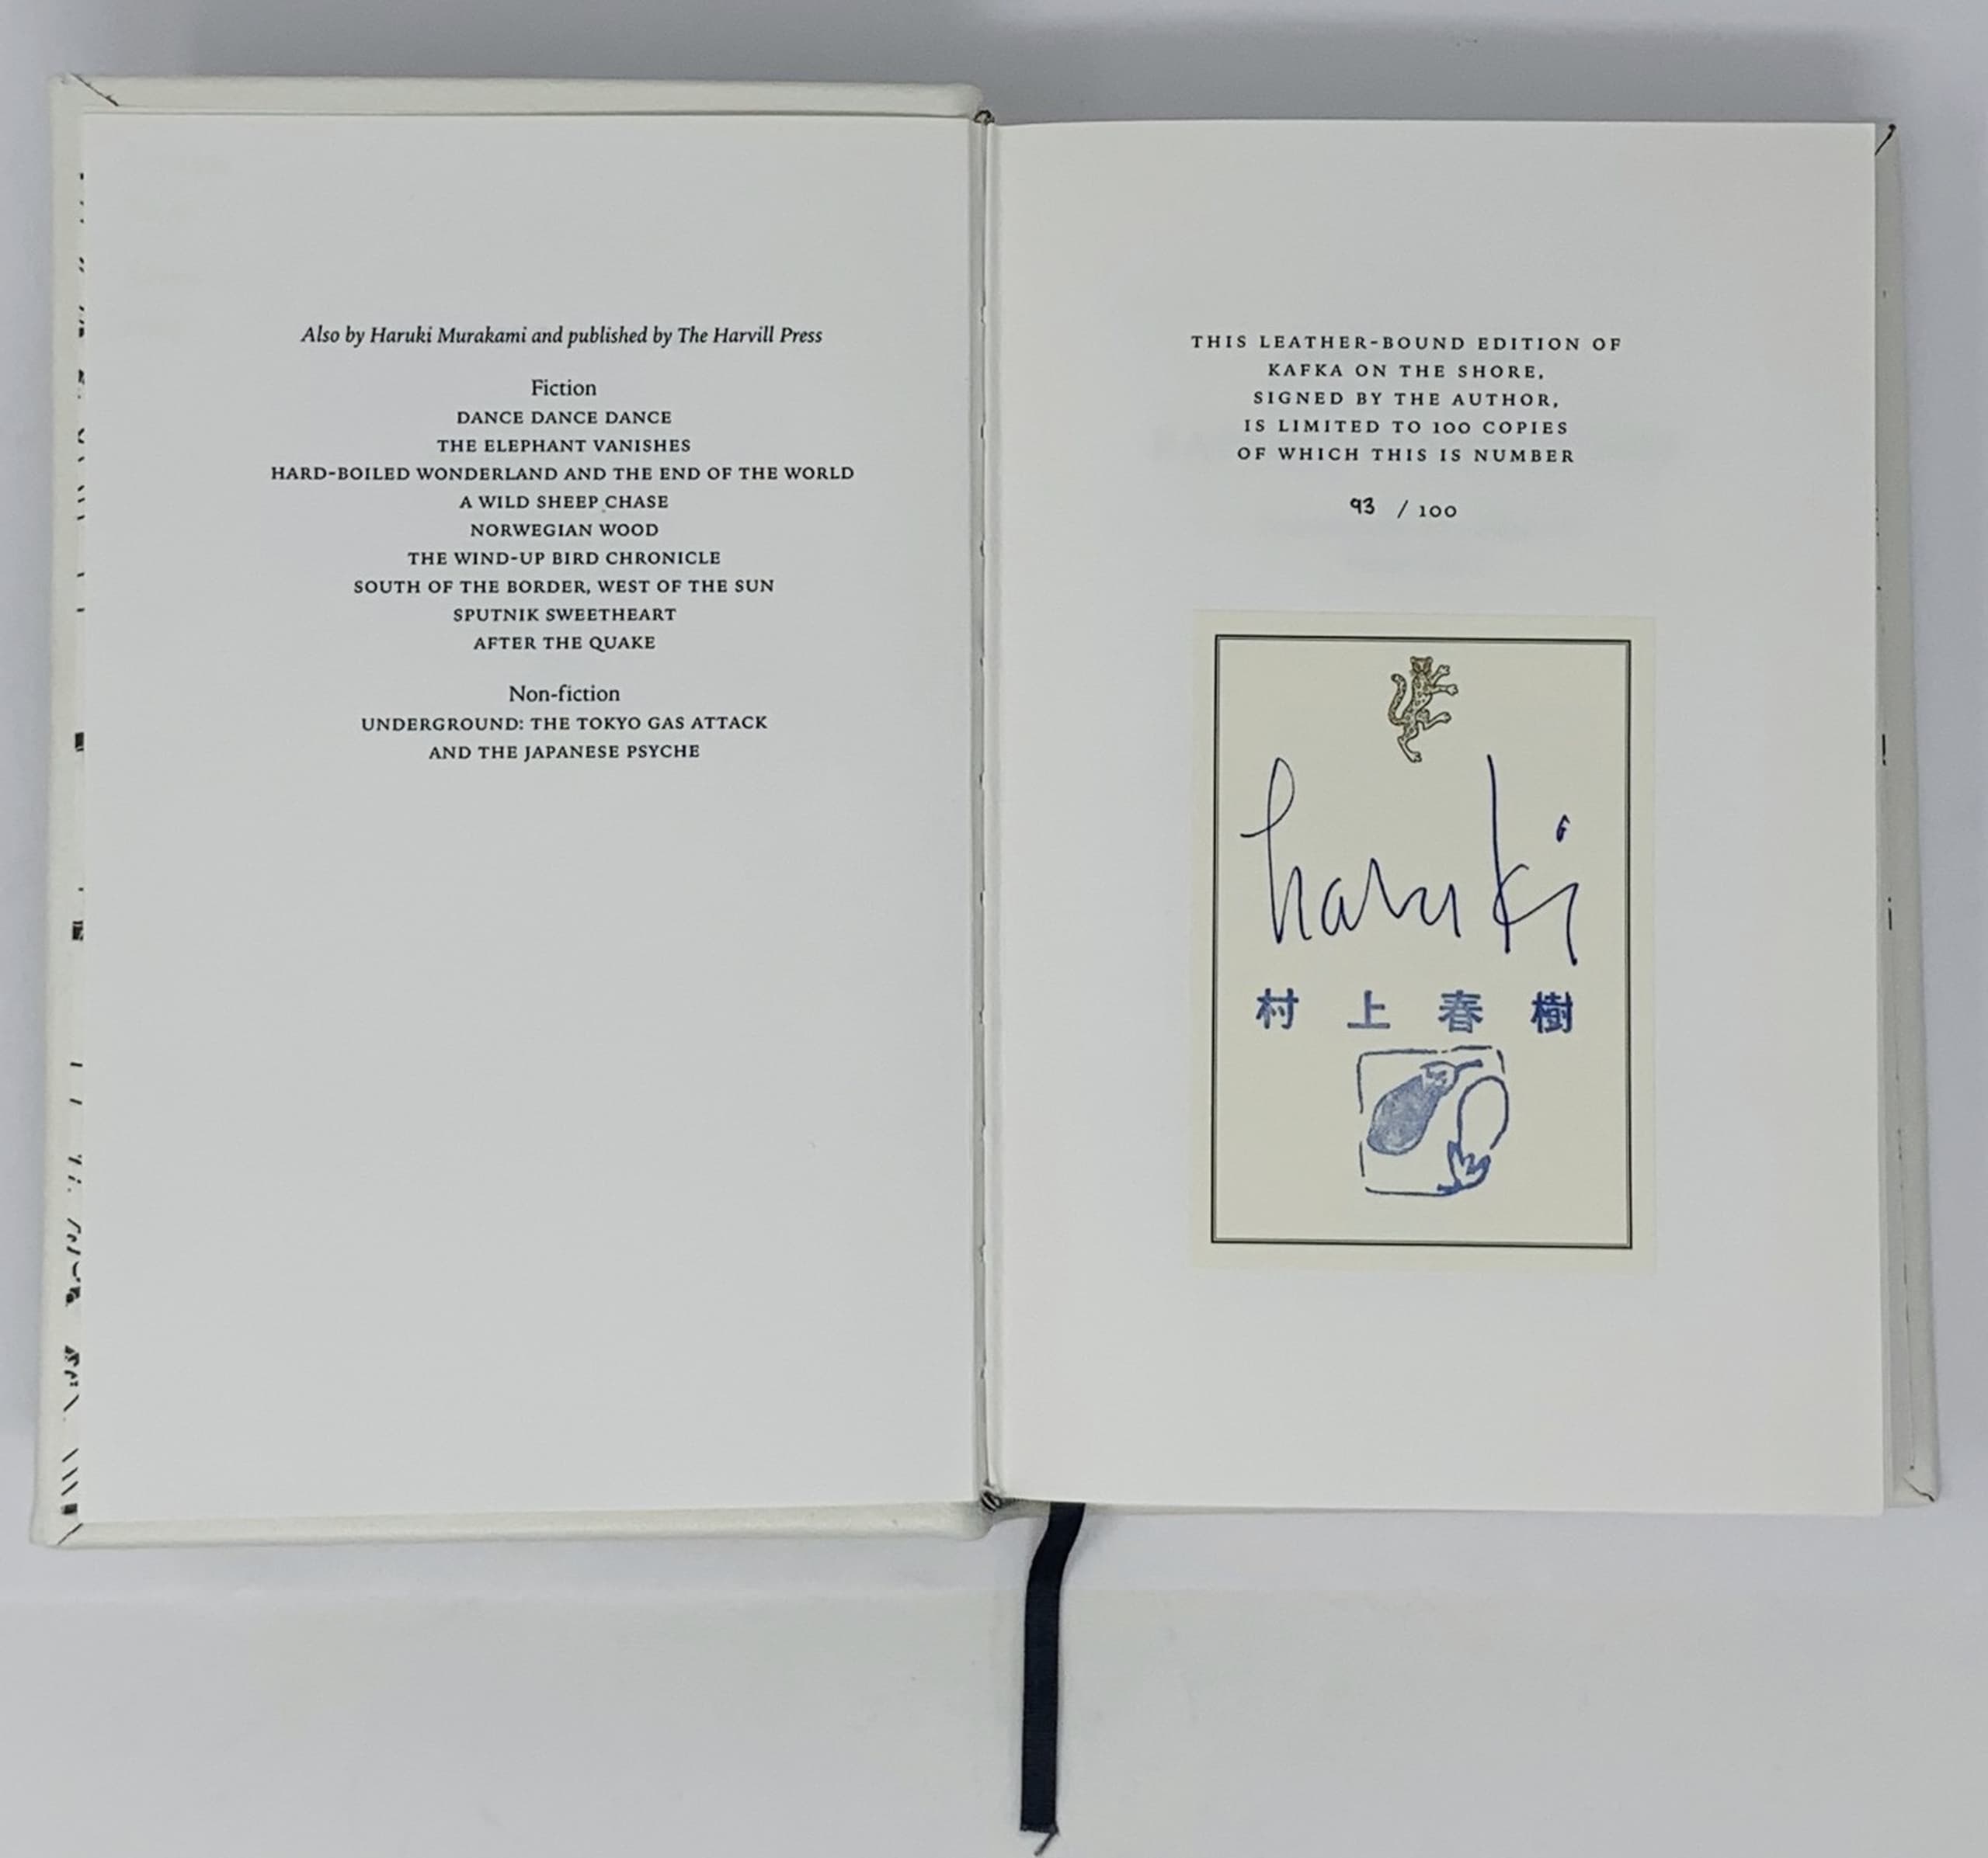 Also by Haruki Murakami and published by The Harvill Press
Fiction
DANCE DANCE DANCE
THE ELEPHANT VANISHES
HARD-BOILED WONDERLAND AND THE END OF THE WORLD
A WILD SHEEP CHASE
NORWEGIAN WOOD
THE WIND-UP BIRD CHRONICLE
SOUTH OF THE BORDER, WEST OF THE SUN
SPUTNIK SWEETHEART
AFTER THE QUAKE
Non-fiction
UNDERGROUND: THE TOKYO GAS ATTACK
AND THE JAPANESE PSYCHE
THIS LEATHER-BOUND EDITION OF
KAFKA ON THE SHORE,
SIGNED BY THE AUTHOR,
IS LIMITED TO 100 COPIES
OF WHICH THIS IS NUMBER
93 / 100
haruki
村上春樹